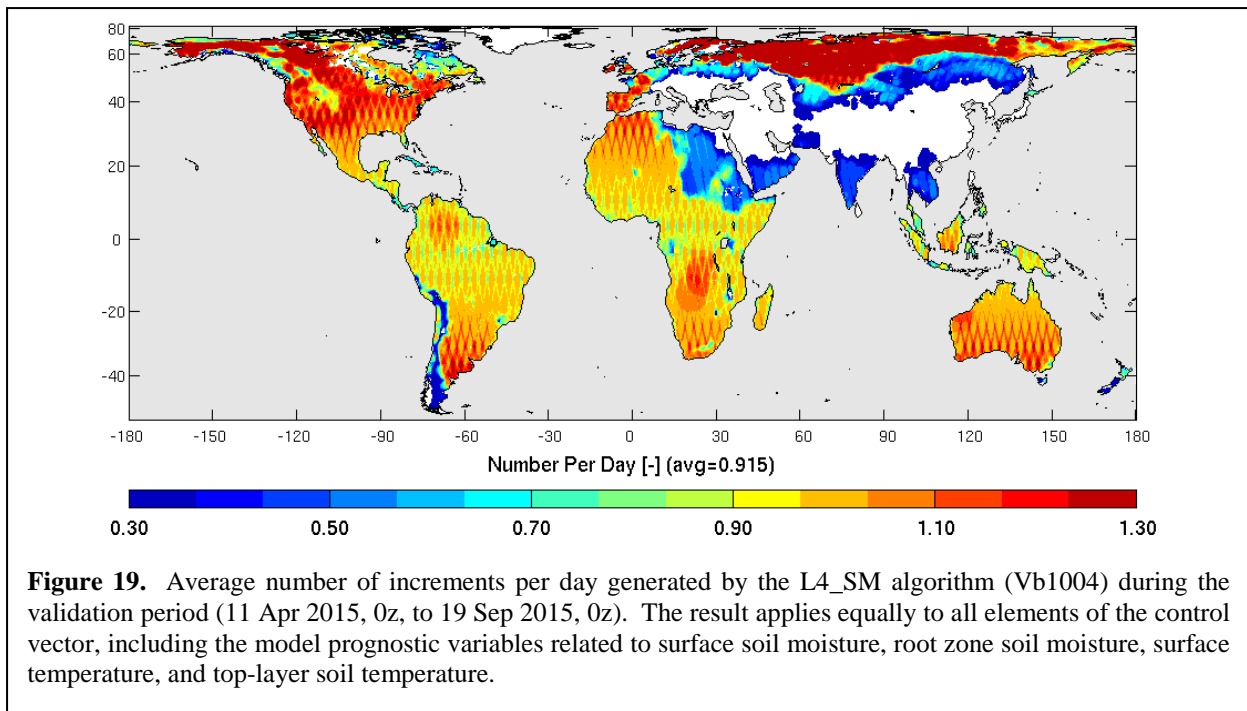 80
60
40
20
0
-20
-40
-180 -150 -120 -90 -60 -30 0 30 60 90 120 150 180
Number Per Day [-] (avg=0.915)
0.30 0.50 0.70 0.90 1.10 1.30
Figure 19. Average number of increments per day generated by the L4_SM algorithm (Vb1004) during the
validation period (11 Apr 2015, 0z, to 19 Sep 2015, 0z). The result applies equally to all elements of the control
vector, including the model prognostic variables related to surface soil moisture, root zone soil moisture, surface
temperature, and top-layer soil temperature.